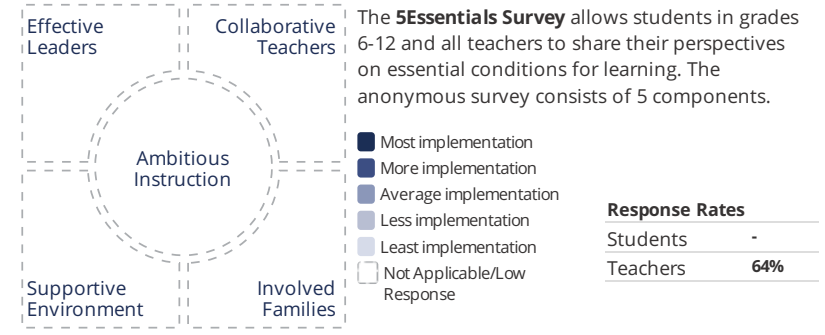 Effective
Leaders
Collaborative
Teachers
Ambitious
Instruction
Supportive
Environment
Involved
Families
The 5Essentials Survey allows students in grades
6-12 and all teachers to share their perspectives
on essential conditions for learning. The
anonymous survey consists of 5 components.
Most implementation
More implementation
Average implementation
Less implementation
Least implementation
Not Applicable/Low
Response
Response Rates
Students -
Teachers 64%